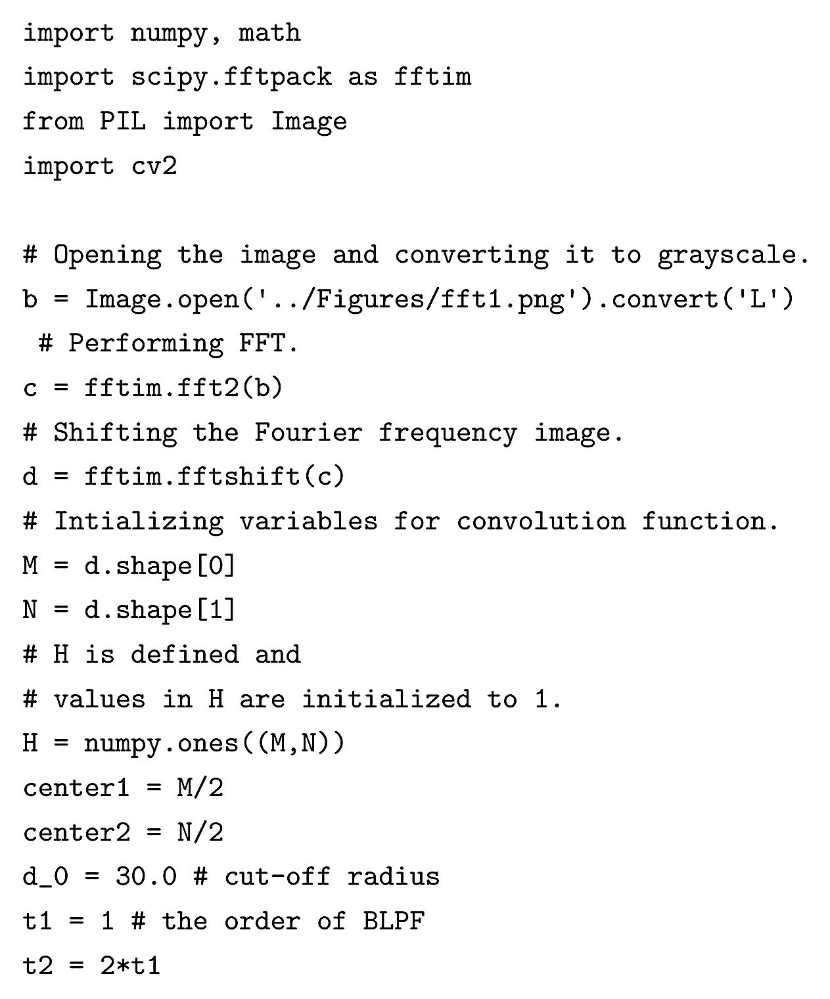 import numpy, math
import scipy.fftpack as fftim
from PIL import Image
import cv2

# Opening the image and converting it to grayscale.
b = Image.open('../Figures/fft1.png').convert('L')
 # Performing FFT.
c = fftim.fft2(b)
# Shifting the Fourier frequency image.
d = fftim.fftshift(c)
# Intializing variables for convolution function.
M = d.shape[0]
N = d.shape[1]
# H is defined and
# values in H are initialized to 1.
H = numpy.ones((M,N))
center1 = M/2
center2 = N/2
d_0 = 30.0 # cut-off radius
t1 = 1 # the order of BLPF
t2 = 2*t1